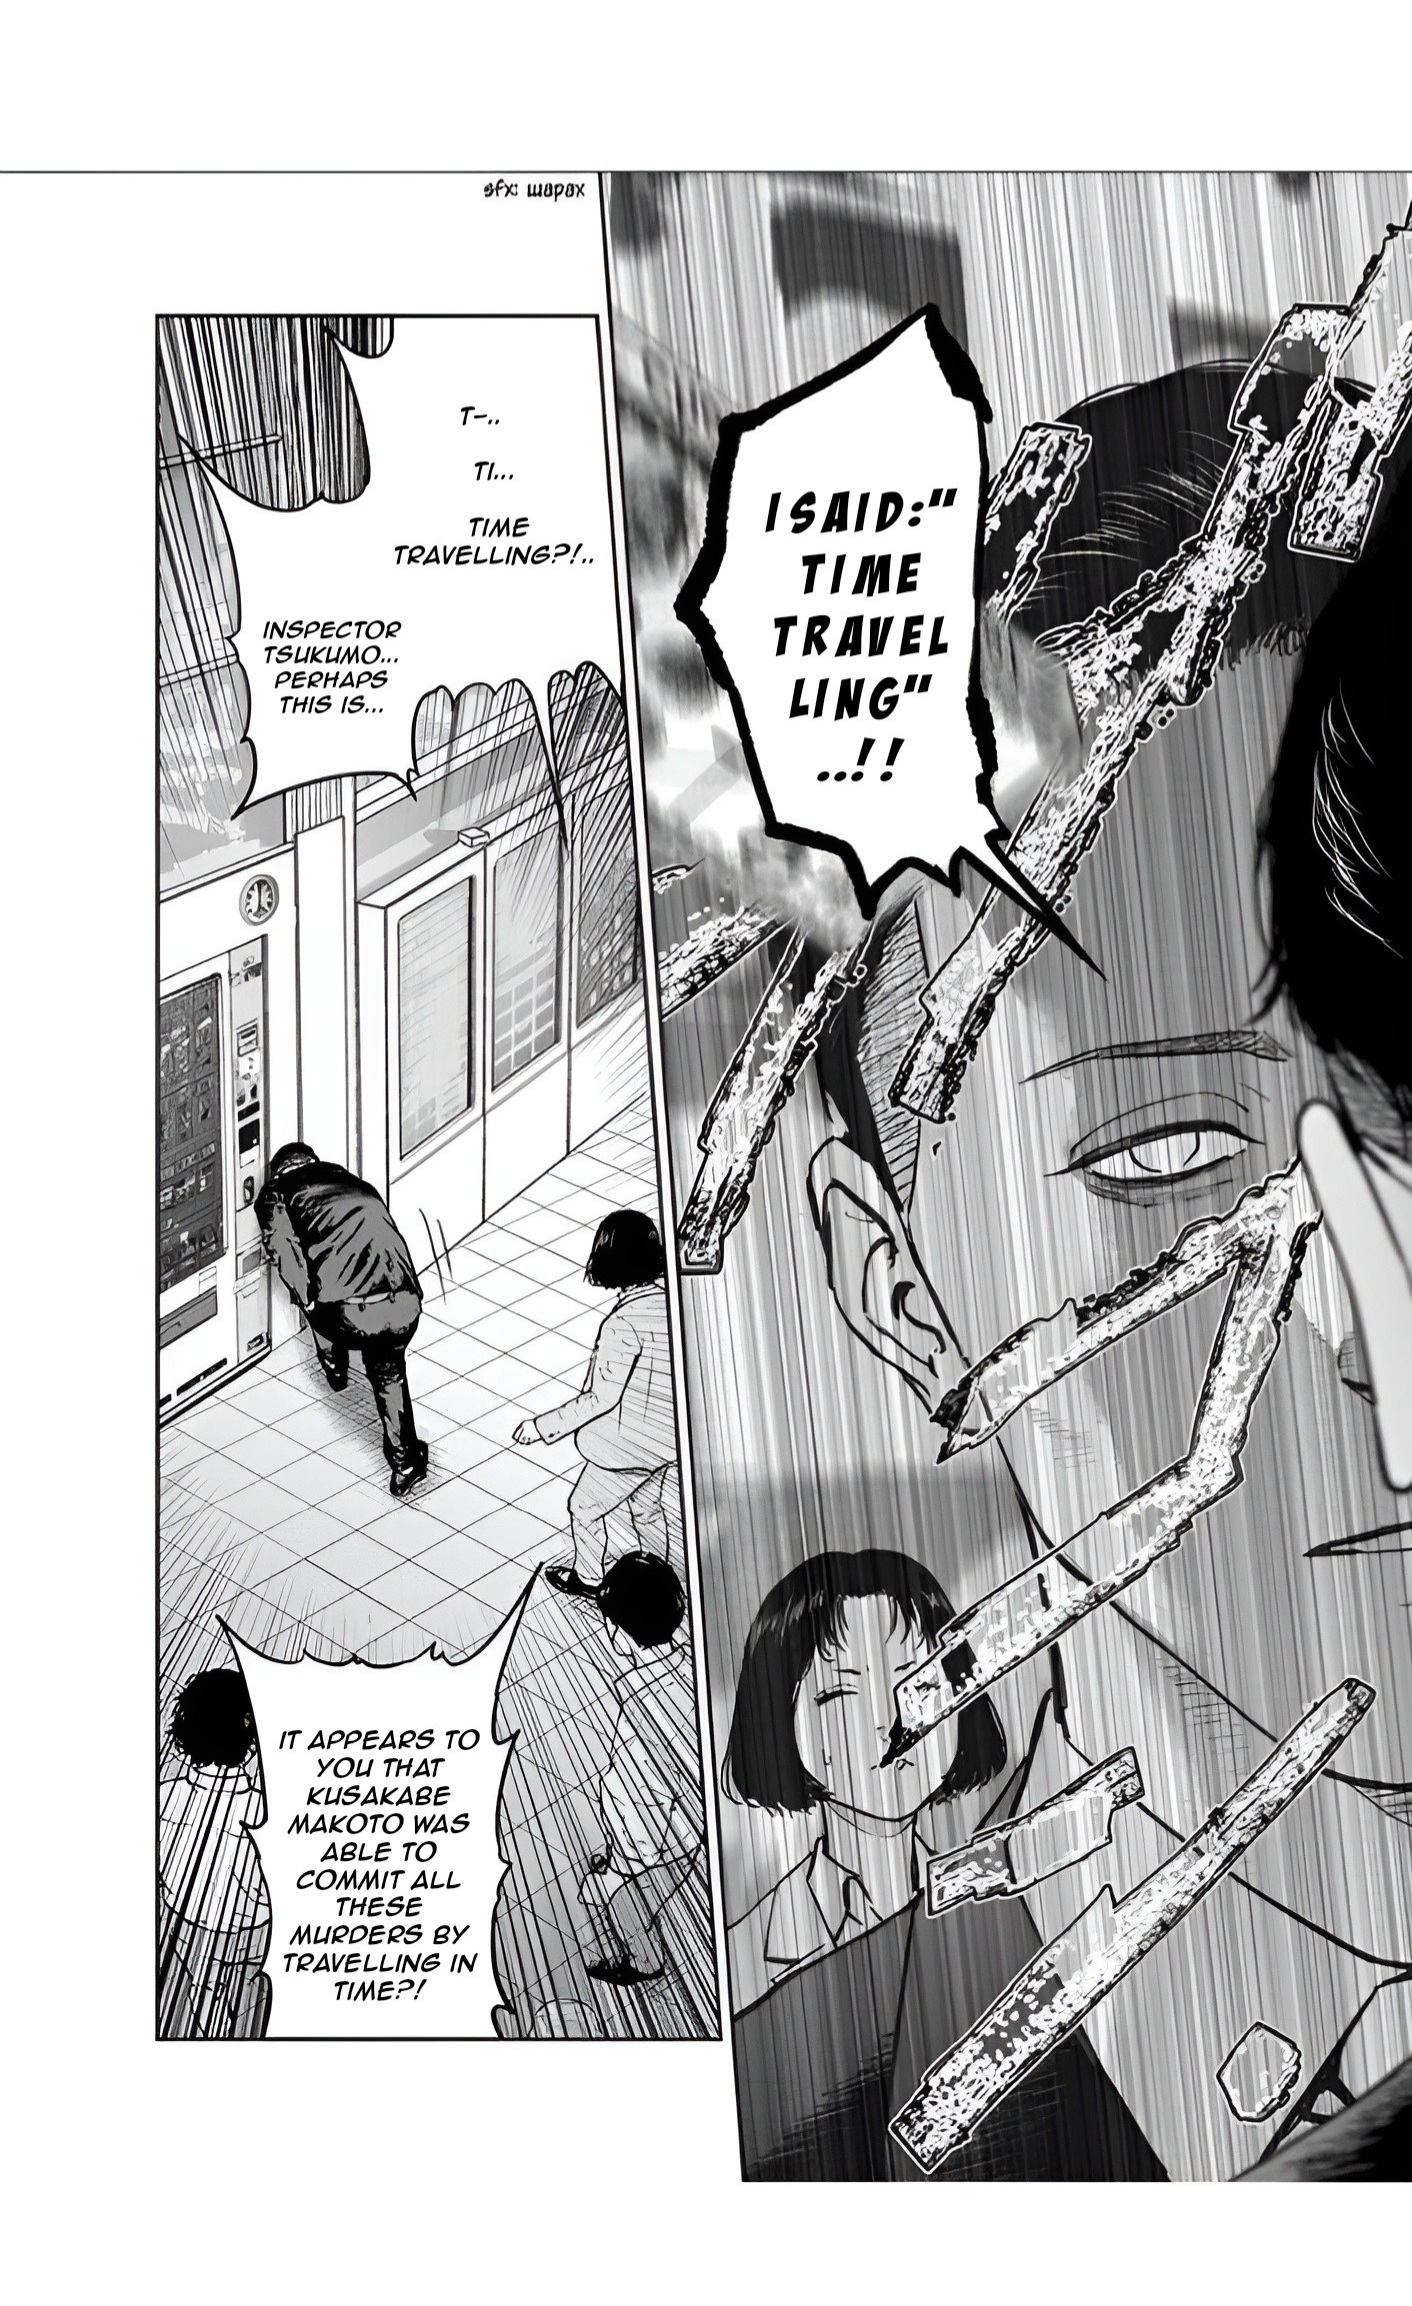 sfx: шорох
I SAID:"
TIME
TRAVEL
LING"
...!!
T-..
TI...
TIME
TRAVELLING?!..
INSPECTOR
TSUKUMO...
PERHAPS
THIS IS...
IT APPEARS TO
YOU THAT
KUSAKABE
MAKOTO WAS
ABLE TO
COMMIT ALL
THESE
MURDERS BY
TRAVELLING IN
TIME?!